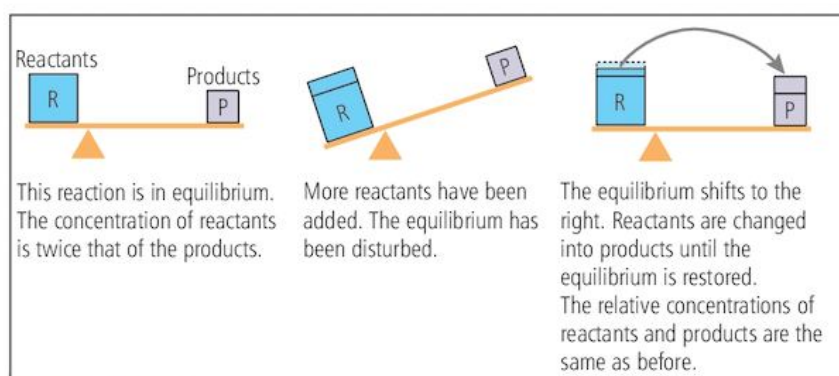 Reactants
Products
R
P
This reaction is in equilibrium.
The concentration of reactants
is twice that of the products.
R
P
More reactants have been
added. The equilibrium has
been disturbed.
R
P
The equilibrium shifts to the
right. Reactants are changed
into products until the
equilibrium is restored.
The relative concentrations of
reactants and products are the
same as before.